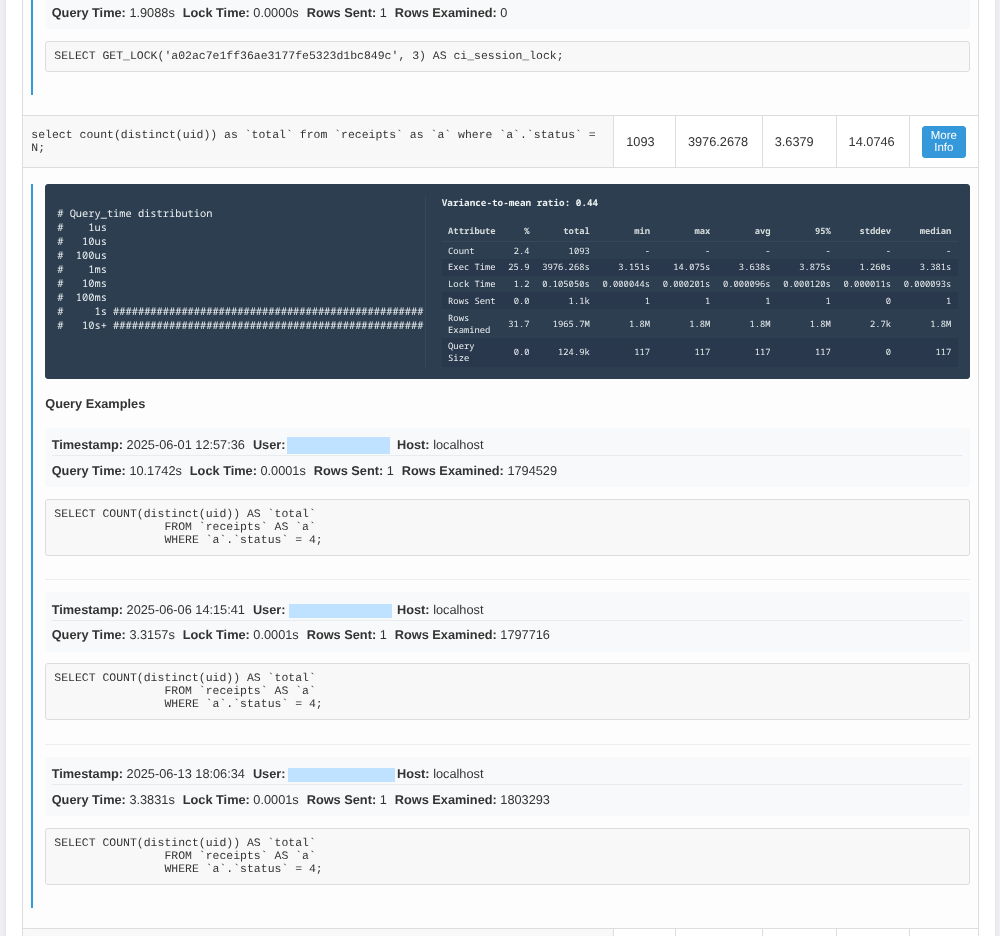 Query Time: 1.9088s Lock Time: 0.0000s Rows Sent: 1 Rows Examined: 0
SELECT GET_LOCK('a02ac7e1ff36ae3177fe5323d1bc849c', 3) AS ci_session_lock;
select count(distinct(uid)) as `total` from `receipts` as `a` where `a`.`status` =
N;
1093 3976.2678 3.6379 14.0746 More
Info
# Query_time distribution
# 1us
# 10us
# 100us
# 1ms
# 10ms
# 100ms
# 1s ##################################################
# 10s+ ##################################################
Variance-to-mean ratio: 0.44
Attribute % total min max avg 95% stddev median
Count 2.4 1093 - - - - - -
Exec Time 25.9 3976.268s 3.151s 14.075s 3.638s 3.875s 1.260s 3.381s
Lock Time 1.2 0.105050s 0.000044s 0.000201s 0.000096s 0.000120s 0.000011s 0.000093s
Rows Sent 0.0 1.1k 1 1 1 1 0 1
Rows
Examined 31.7 1965.7M 1.8M 1.8M 1.8M 1.8M 2.7k 1.8M
Query
Size 0.0 124.9k 117 117 117 117 0 117
Query Examples
Timestamp: 2025-06-01 12:57:36 User: Host: localhost
Query Time: 10.1742s Lock Time: 0.0001s Rows Sent: 1 Rows Examined: 1794529
SELECT COUNT(distinct(uid)) AS `total`
FROM `receipts` AS `a`
WHERE `a`.`status` = 4;
Timestamp: 2025-06-06 14:15:41 User: Host: localhost
Query Time: 3.3157s Lock Time: 0.0001s Rows Sent: 1 Rows Examined: 1797716
SELECT COUNT(distinct(uid)) AS `total`
FROM `receipts` AS `a`
WHERE `a`.`status` = 4;
Timestamp: 2025-06-13 18:06:34 User: Host: localhost
Query Time: 3.3831s Lock Time: 0.0001s Rows Sent: 1 Rows Examined: 1803293
SELECT COUNT(distinct(uid)) AS `total`
FROM `receipts` AS `a`
WHERE `a`.`status` = 4;